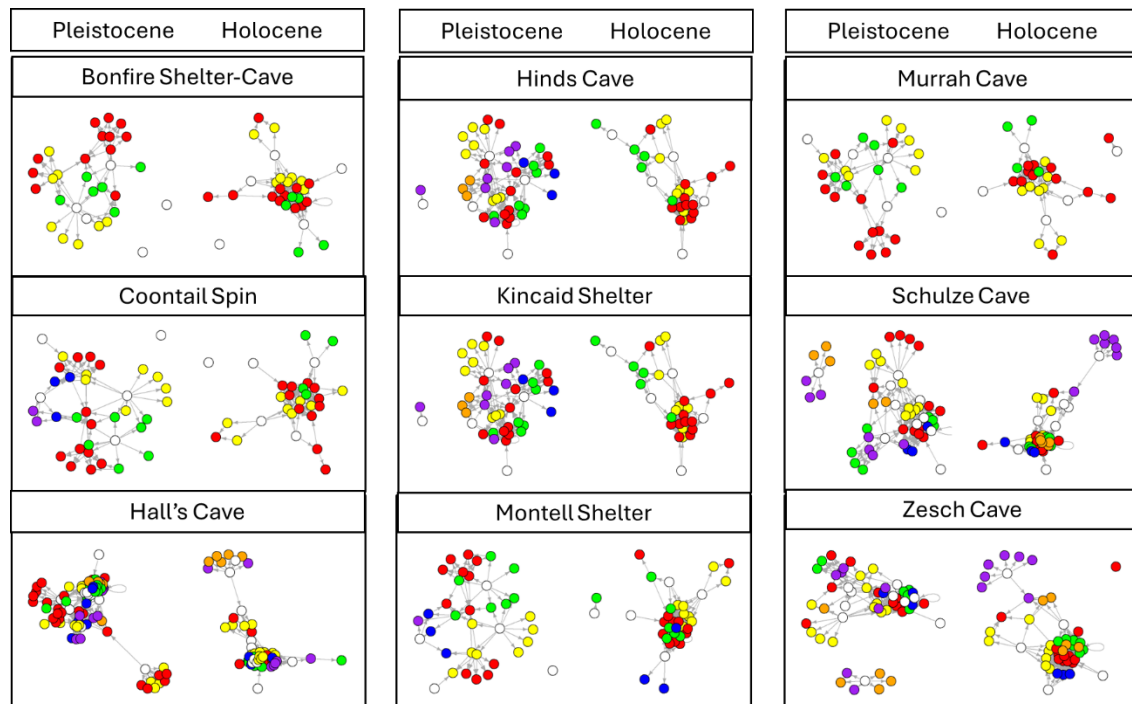 Pleistocene Holocene
Pleistocene Holocene
Pleistocene Holocene
Bonfire Shelter-Cave
Hinds Cave
Murrah Cave
Coontail Spin
Kincaid Shelter
Schulze Cave
Hall's Cave
Montell Shelter
Zesch Cave